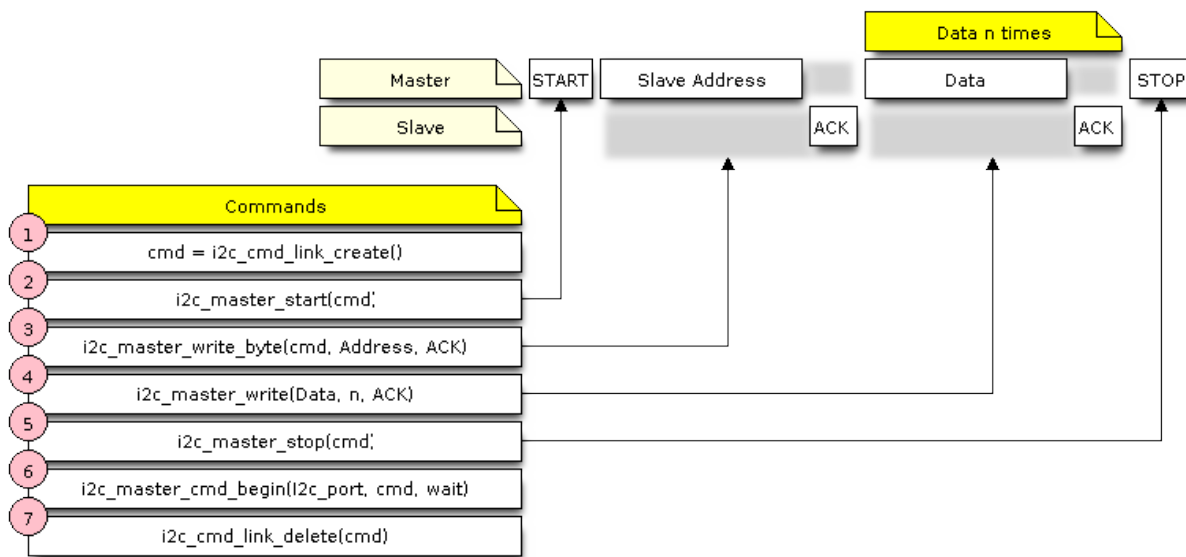 Data n times
Master START Slave Address Data STOP
Slave ACK ACK
Commands
1
cmd = i2c_cmd_link_create()
2
i2c_master_start(cmd)
3
i2c_master_write_byte(cmd, Address, ACK)
4
i2c_master_write(Data, n, ACK)
5
i2c_master_stop(cmd)
6
i2c_master_cmd_begin(I2c_port, cmd, wait)
7
i2c_cmd_link_delete(cmd)